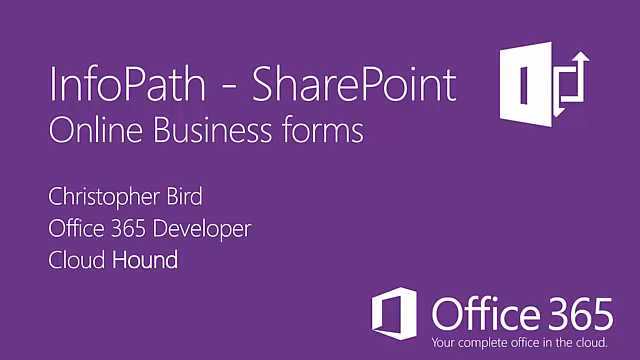 InfoPath - SharePoint
Online Business forms
Christopher Bird
Office 365 Developer
Cloud Hound
Office 365
Your complete office in the cloud.